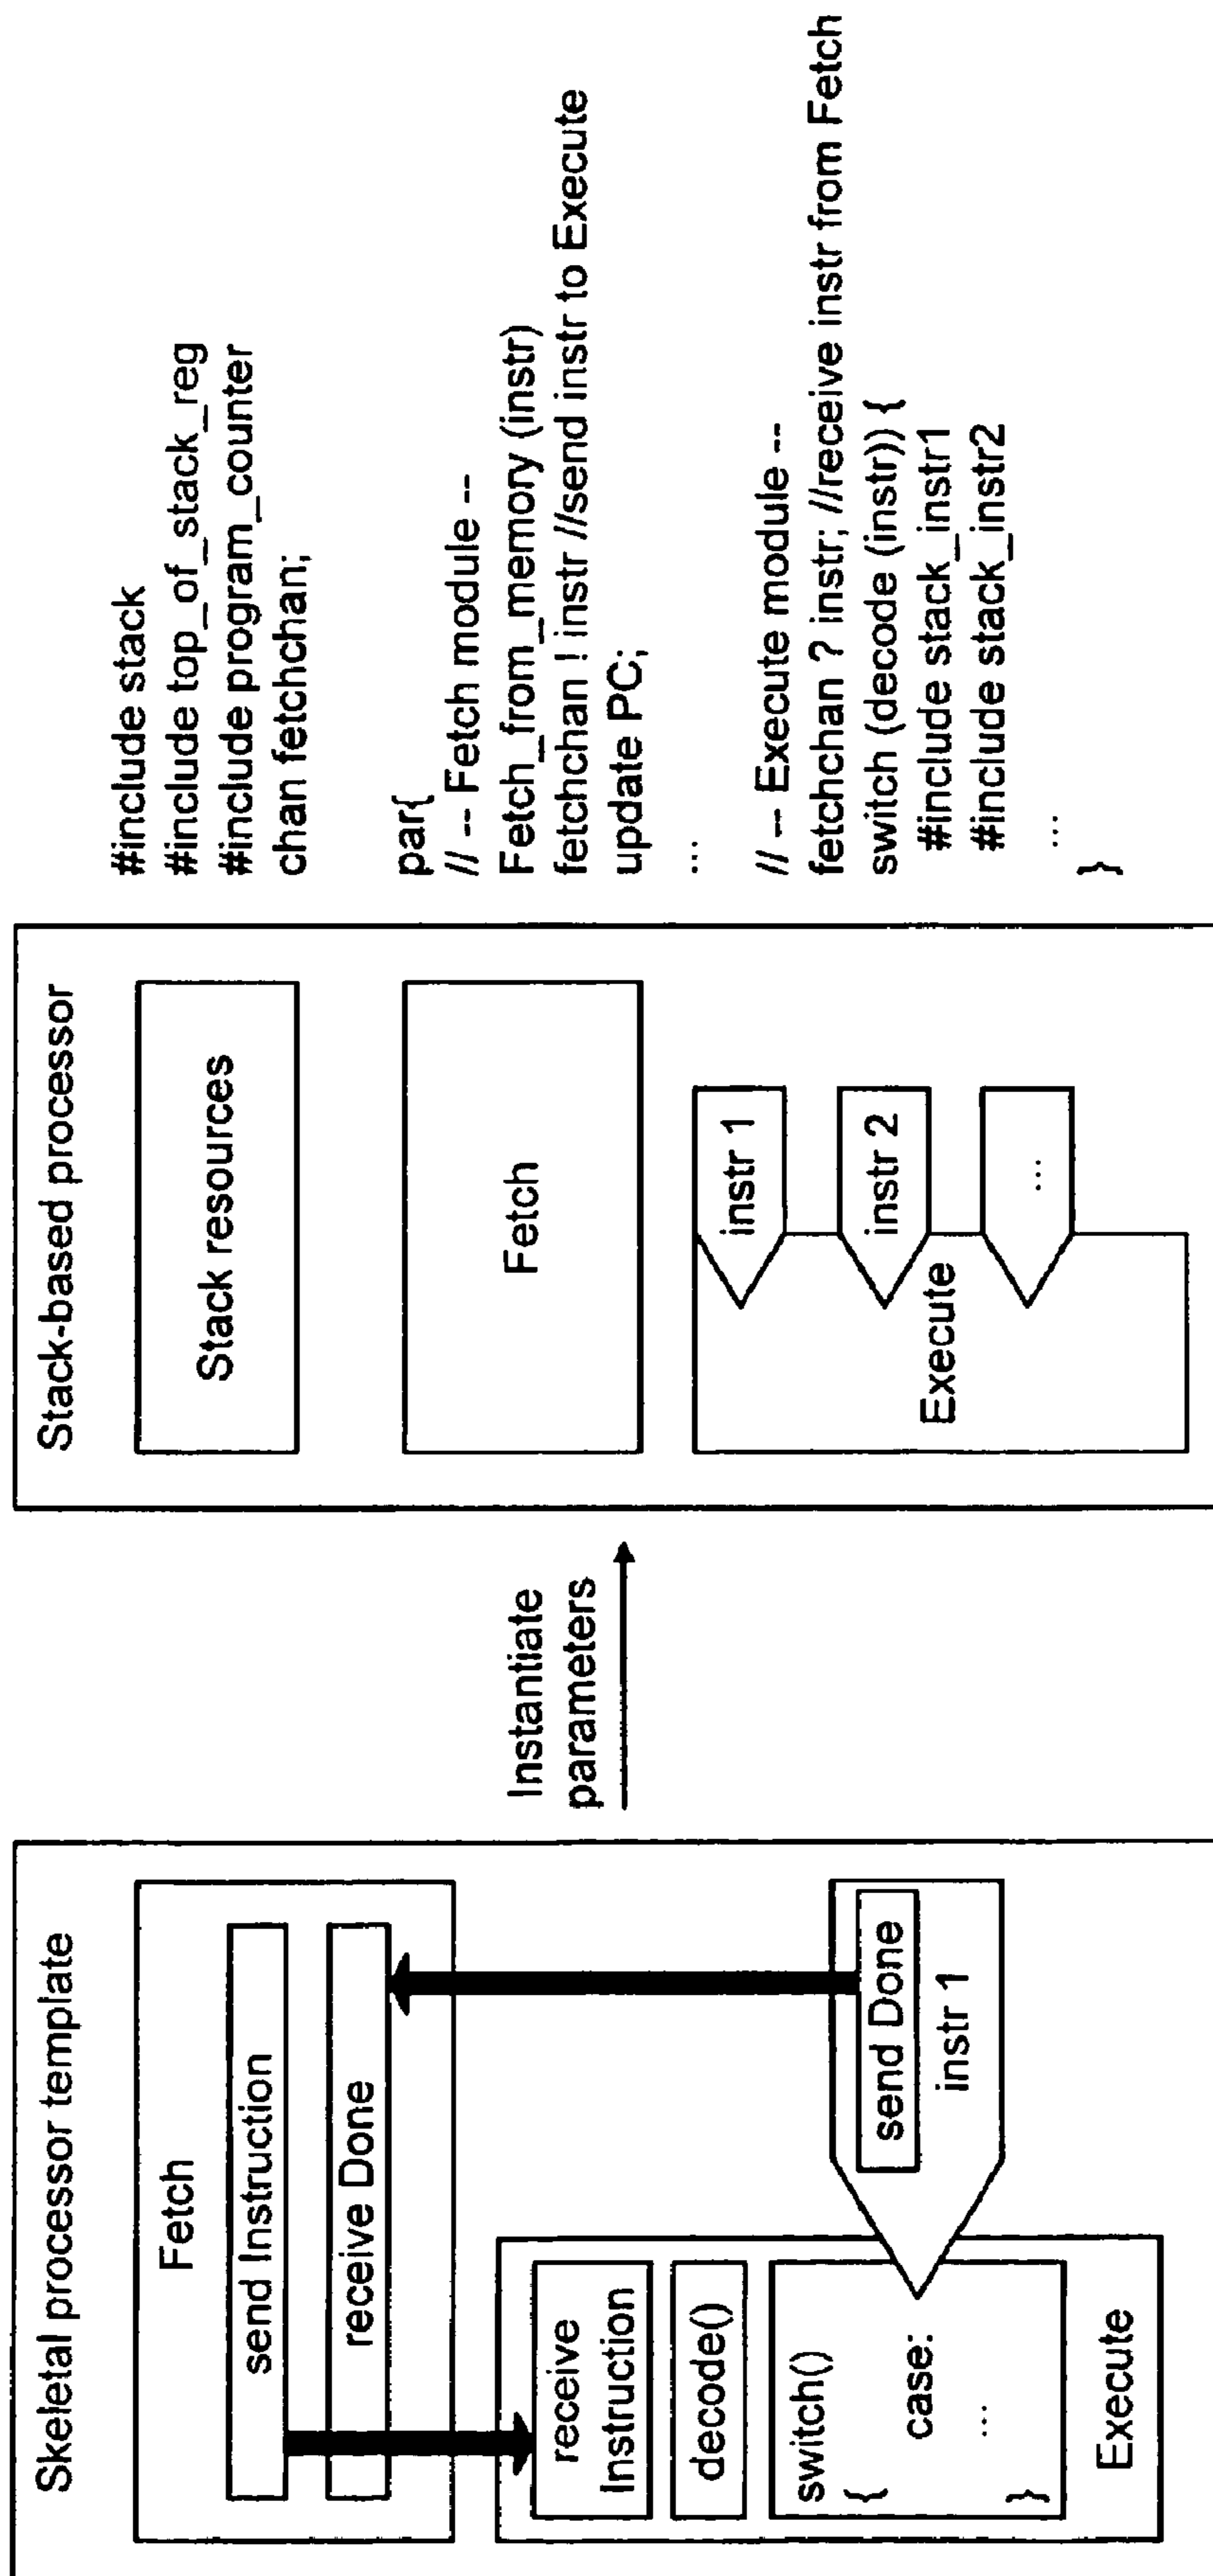 Skeletal processor template
Fetch
send Instruction
receive Done
receive
Instruction
decode()
switch()
{
case:
...
}
Execute
send Done
instr 1
Instantiate
parameters
Stack-based processor
Stack resources
Fetch
instr 1
instr 2
...
Execute
#include stack
#include top_of_stack_reg
#include program_counter
chan fetchchan;
par{
// -- Fetch module --
Fetch_from_memory (instr)
fetchchan ! instr //send instr to Execute
update PC;
...
// -- Execute module --
fetchchan ? instr; //receive instr from Fetch
switch (decode (instr)) {
#include stack_instr1
#include stack_instr2
...
}